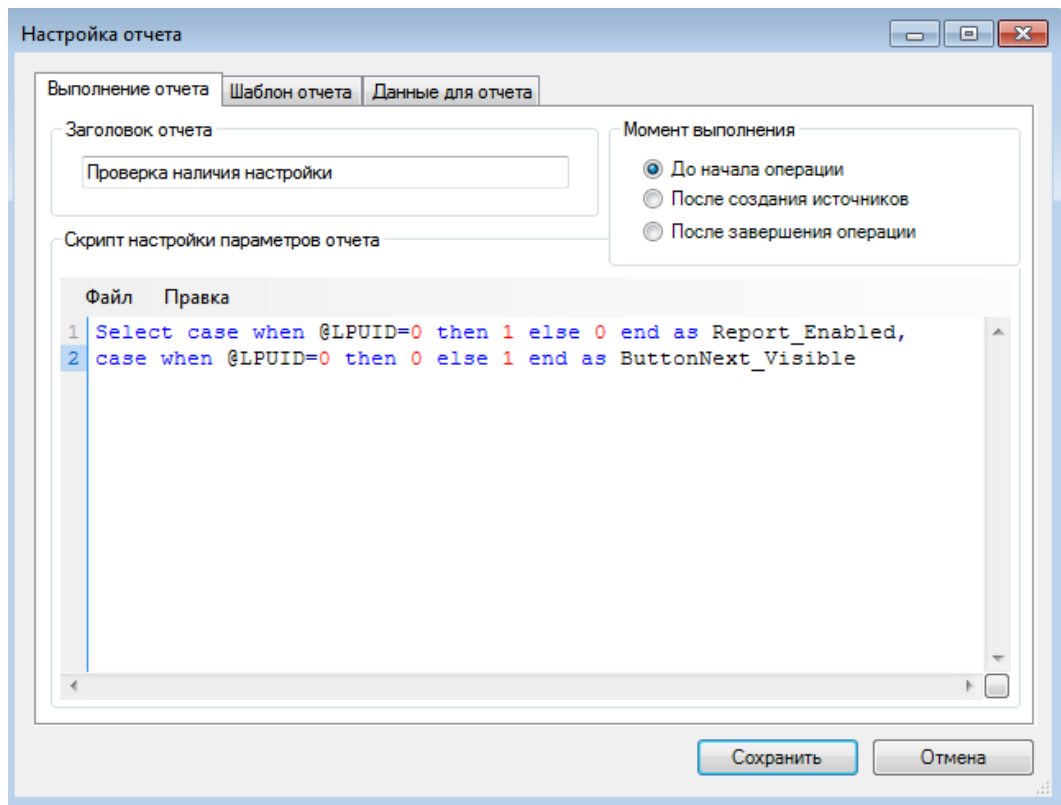 Настройка отчета
Выполнение отчета Шаблон отчета Данные для отчета
Заголовок отчета
Проверка наличия настройки
Момент выполнения
До начала операции
После создания источников
После завершения операции
Скрипт настройки параметров отчета
Файл Правка
1 Select case when @LPUID=0 then 1 else 0 end as Report_Enabled,
2 case when @LPUID=0 then 0 else 1 end as ButtonNext_Visible
Сохранить Отмена